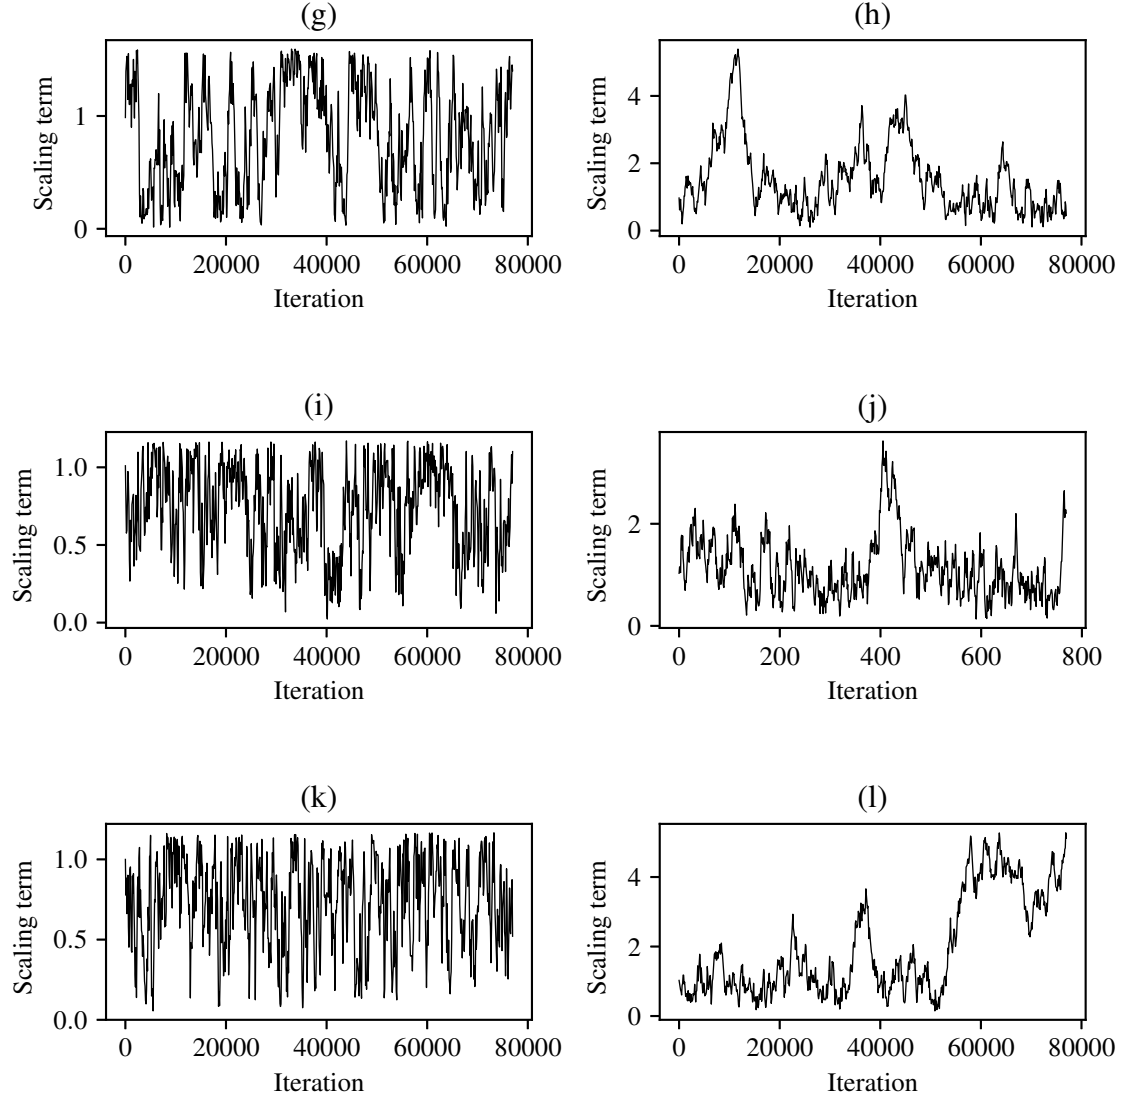 (g)
Scaling term
1
0
0 20000 40000 60000 80000
Iteration
(h)
Scaling term
4
2
0
0 20000 40000 60000 80000
Iteration
(i)
Scaling term
1.0
0.5
0.0
0 20000 40000 60000 80000
Iteration
(j)
Scaling term
2
0
0 200 400 600 800
Iteration
(k)
Scaling term
1.0
0.5
0.0
0 20000 40000 60000 80000
Iteration
(l)
Scaling term
4
2
0
0 20000 40000 60000 80000
Iteration